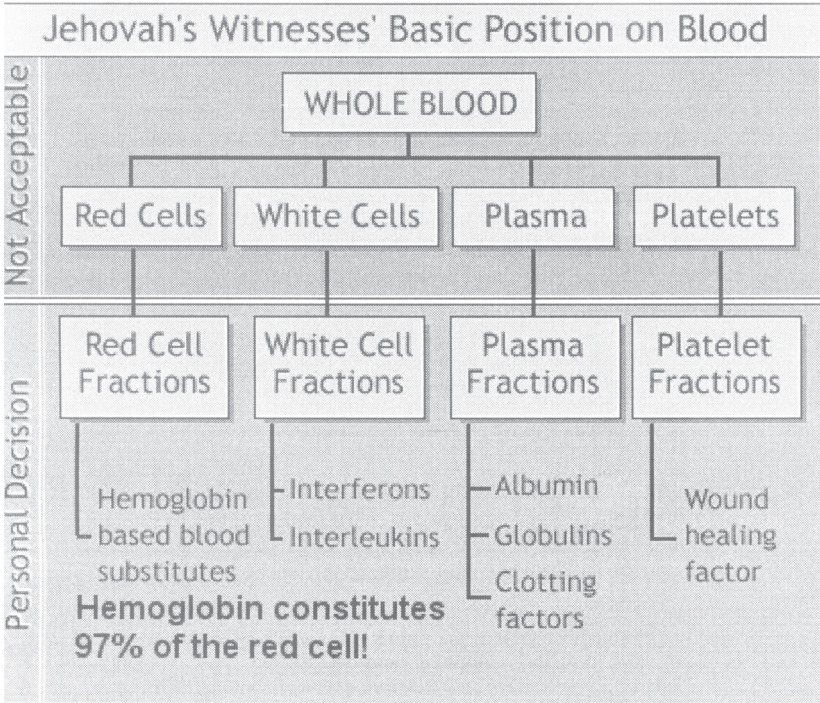 Jehovah's Witnesses' Basic Position on Blood
Not Acceptable
WHOLE BLOOD
Red Cells
White Cells
Plasma
Platelets
Personal Decision
Red Cell
Fractions
White Cell
Fractions
Plasma
Fractions
Platelet
Fractions
Hemoglobin
based blood
substitutes
Interferons
Interleukins
Albumin
Globulins
Clotting
factors
Wound
healing
factor
Hemoglobin constitutes
97% of the red cell!